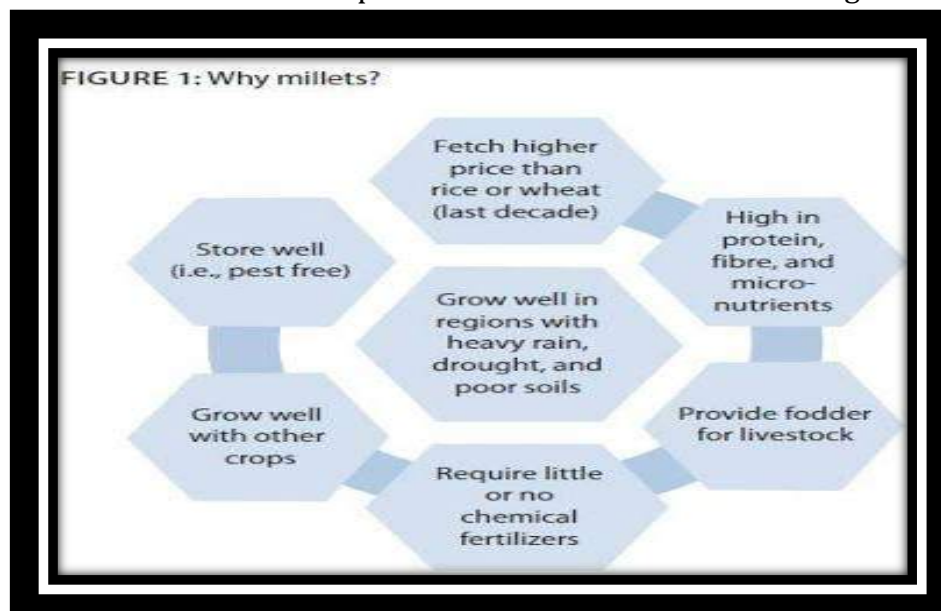 FIGURE 1: Why millets?
Fetch higher
price than
rice or wheat
(last decade)
High in
protein,
fibre, and
micro-
nutrients
Store well
(i.e., pest free)
Grow well in
regions with
heavy rain,
drought, and
poor soils
Grow well
with other
crops
Provide fodder
for livestock
Require little
or no
chemical
fertilizers